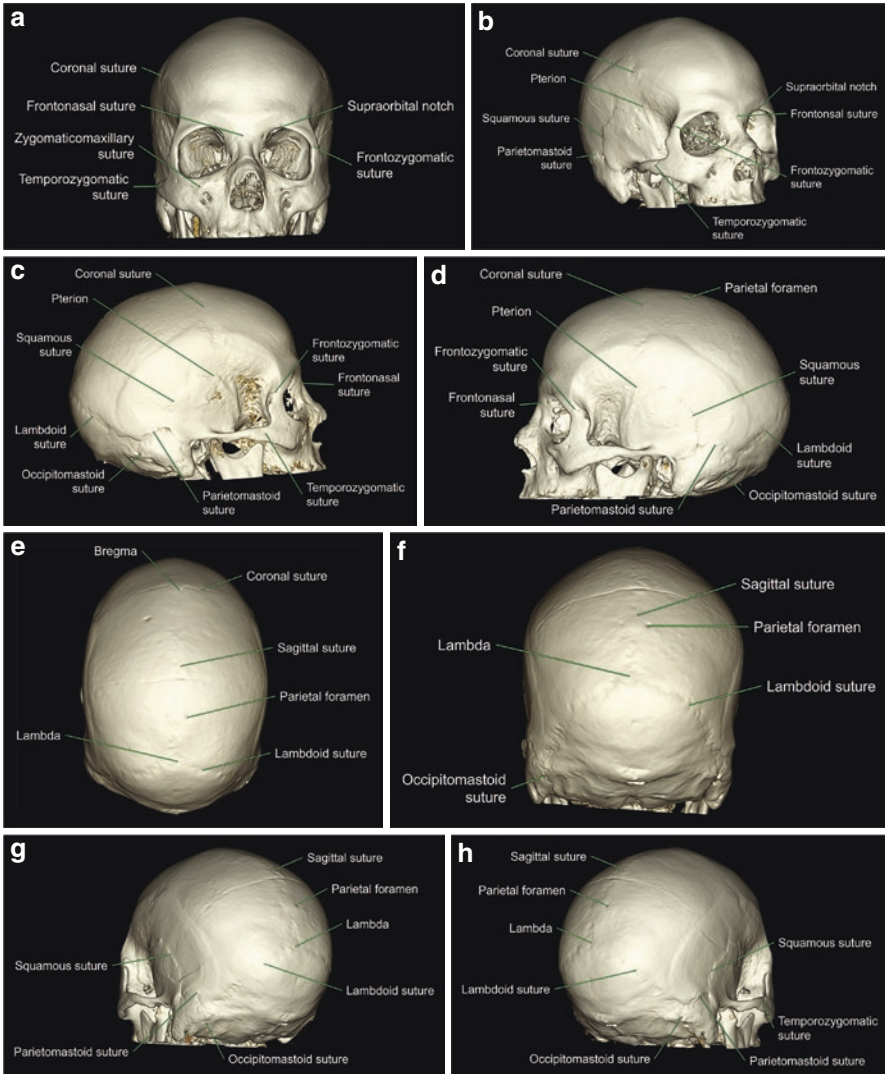 a
Coronal suture
Frontonasal suture
Zygomaticomaxillary
suture
Temporozygomatic
suture
Supraorbital notch
Frontozygomatic
suture
b
Coronal suture
Pterion
Squamous suture
Parietomastoid
suture
Supraorbital notch
Frontonsal suture
Frontozygomatic
suture
Temporozygomatic
suture
c
Coronal suture
Pterion
Squamous
suture
Lambdoid
suture
Occipitomastoid
suture
Parietomastoid
suture
Frontozygomatic
suture
Frontonasal
suture
Temporozygomatic
suture
d
Coronal suture
Pterion
Frontozygomatic
suture
Frontonasal
suture
Parietal foramen
Squamous
suture
Lambdoid
suture
Occipitomastoid suture
Parietomastoid suture
e
Bregma
Coronal suture
Sagittal suture
Parietal foramen
Lambda
Lambdoid suture
f
Sagittal suture
Parietal foramen
Lambda
Lambdoid suture
Occipitomastoid
suture
g
Sagittal suture
Parietal foramen
Lambda
Squamous suture
Lambdoid suture
Parietomastoid suture
Occipitomastoid suture
h
Sagittal suture
Parietal foramen
Lambda
Squamous suture
Lambdoid suture
Temporozygomatic
suture
Occipitomastoid suture
Parietomastoid suture